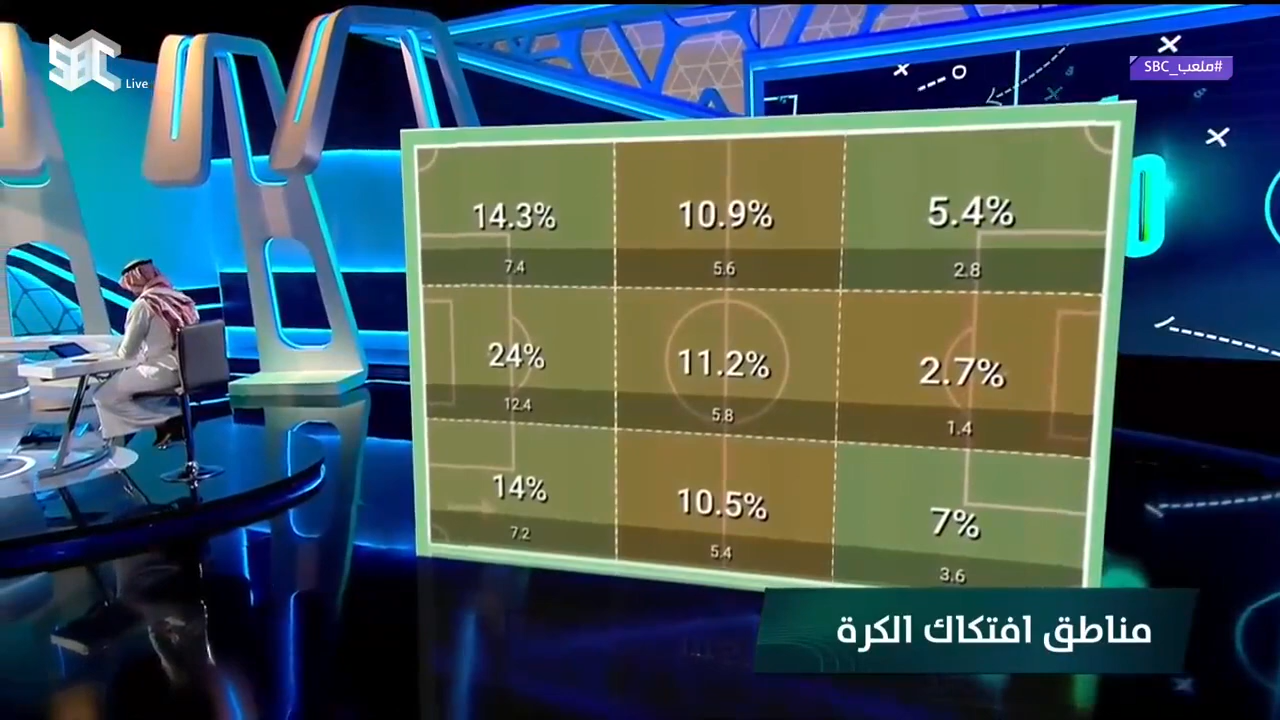 SBC Live
#ملعب_SBC
14.3% 10.9% 5.4%
7.4 5.6 2.8
24% 11.2% 2.7%
12.4 5.8 1.4
14% 10.5% 7%
7.2 5.4 3.6
مناطق افتكاك الكرة